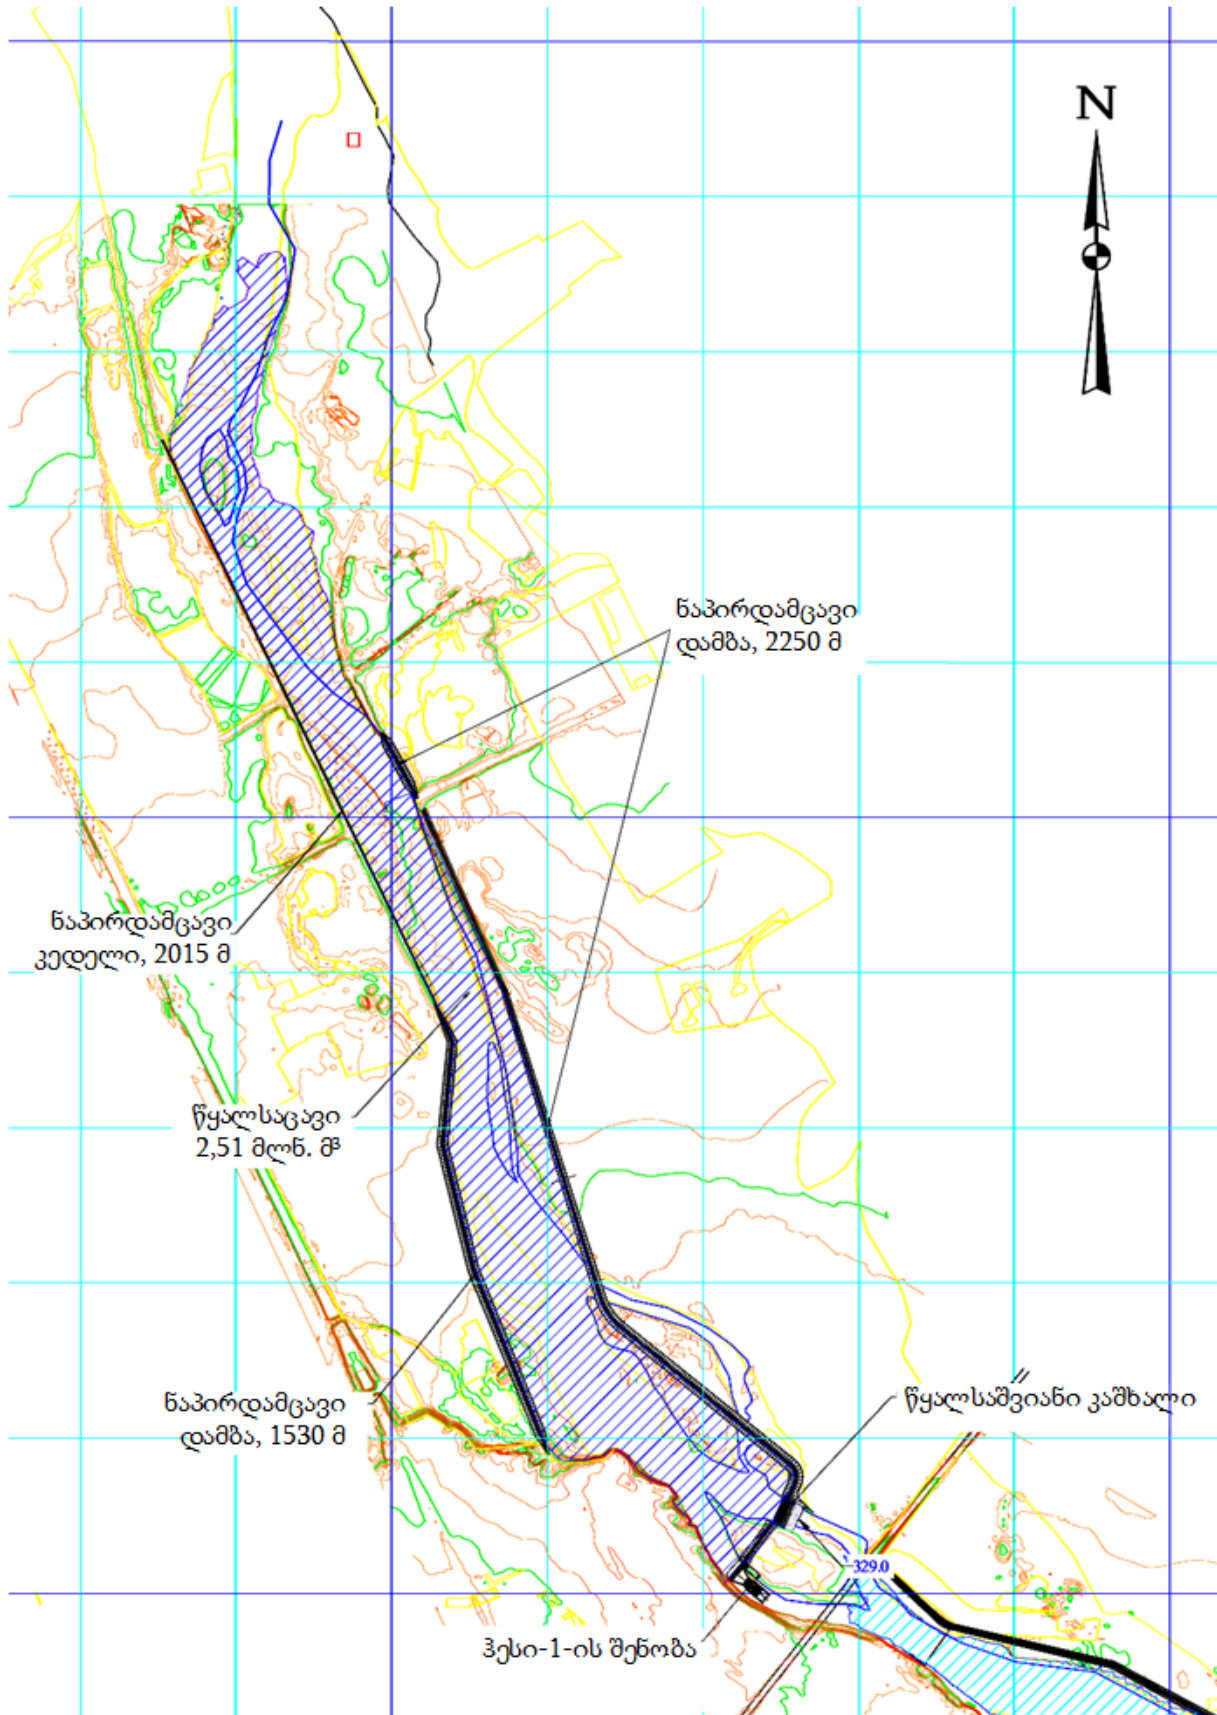 N
ნაპირდამცავი
დამბა, 2250 მ
ნაპირდამცავი
კედელი, 2015 მ
წყალსაცავი
2,51 მლნ. მ³
ნაპირდამცავი
დამბა, 1530 მ
წყალსაშვიანი კაშხალი
329.0
ჰესი-1-ის შენობა